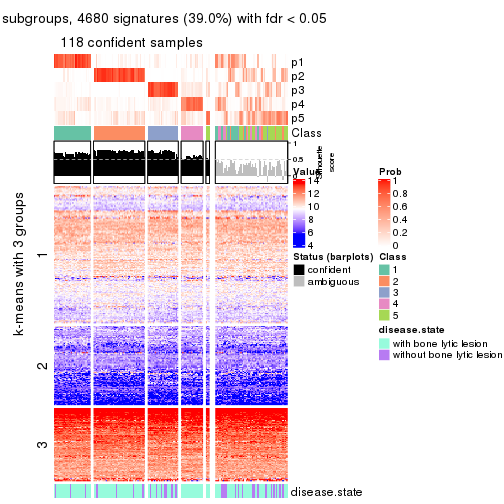 subgroups, 4680 signatures (39.0%) with fdr < 0.05
118 confident samples
p1
p2
p3
p4
p5
Class
1
0.5
0
silhouette
score
k-means with 3 groups
1
2
3
disease.state
Value
14
12
10
8
6
4
Prob
1
0.8
0.6
0.4
0.2
0
Status (barplots)
confident
ambiguous
Class
1
2
3
4
5
disease.state
with bone lytic lesion
without bone lytic lesion